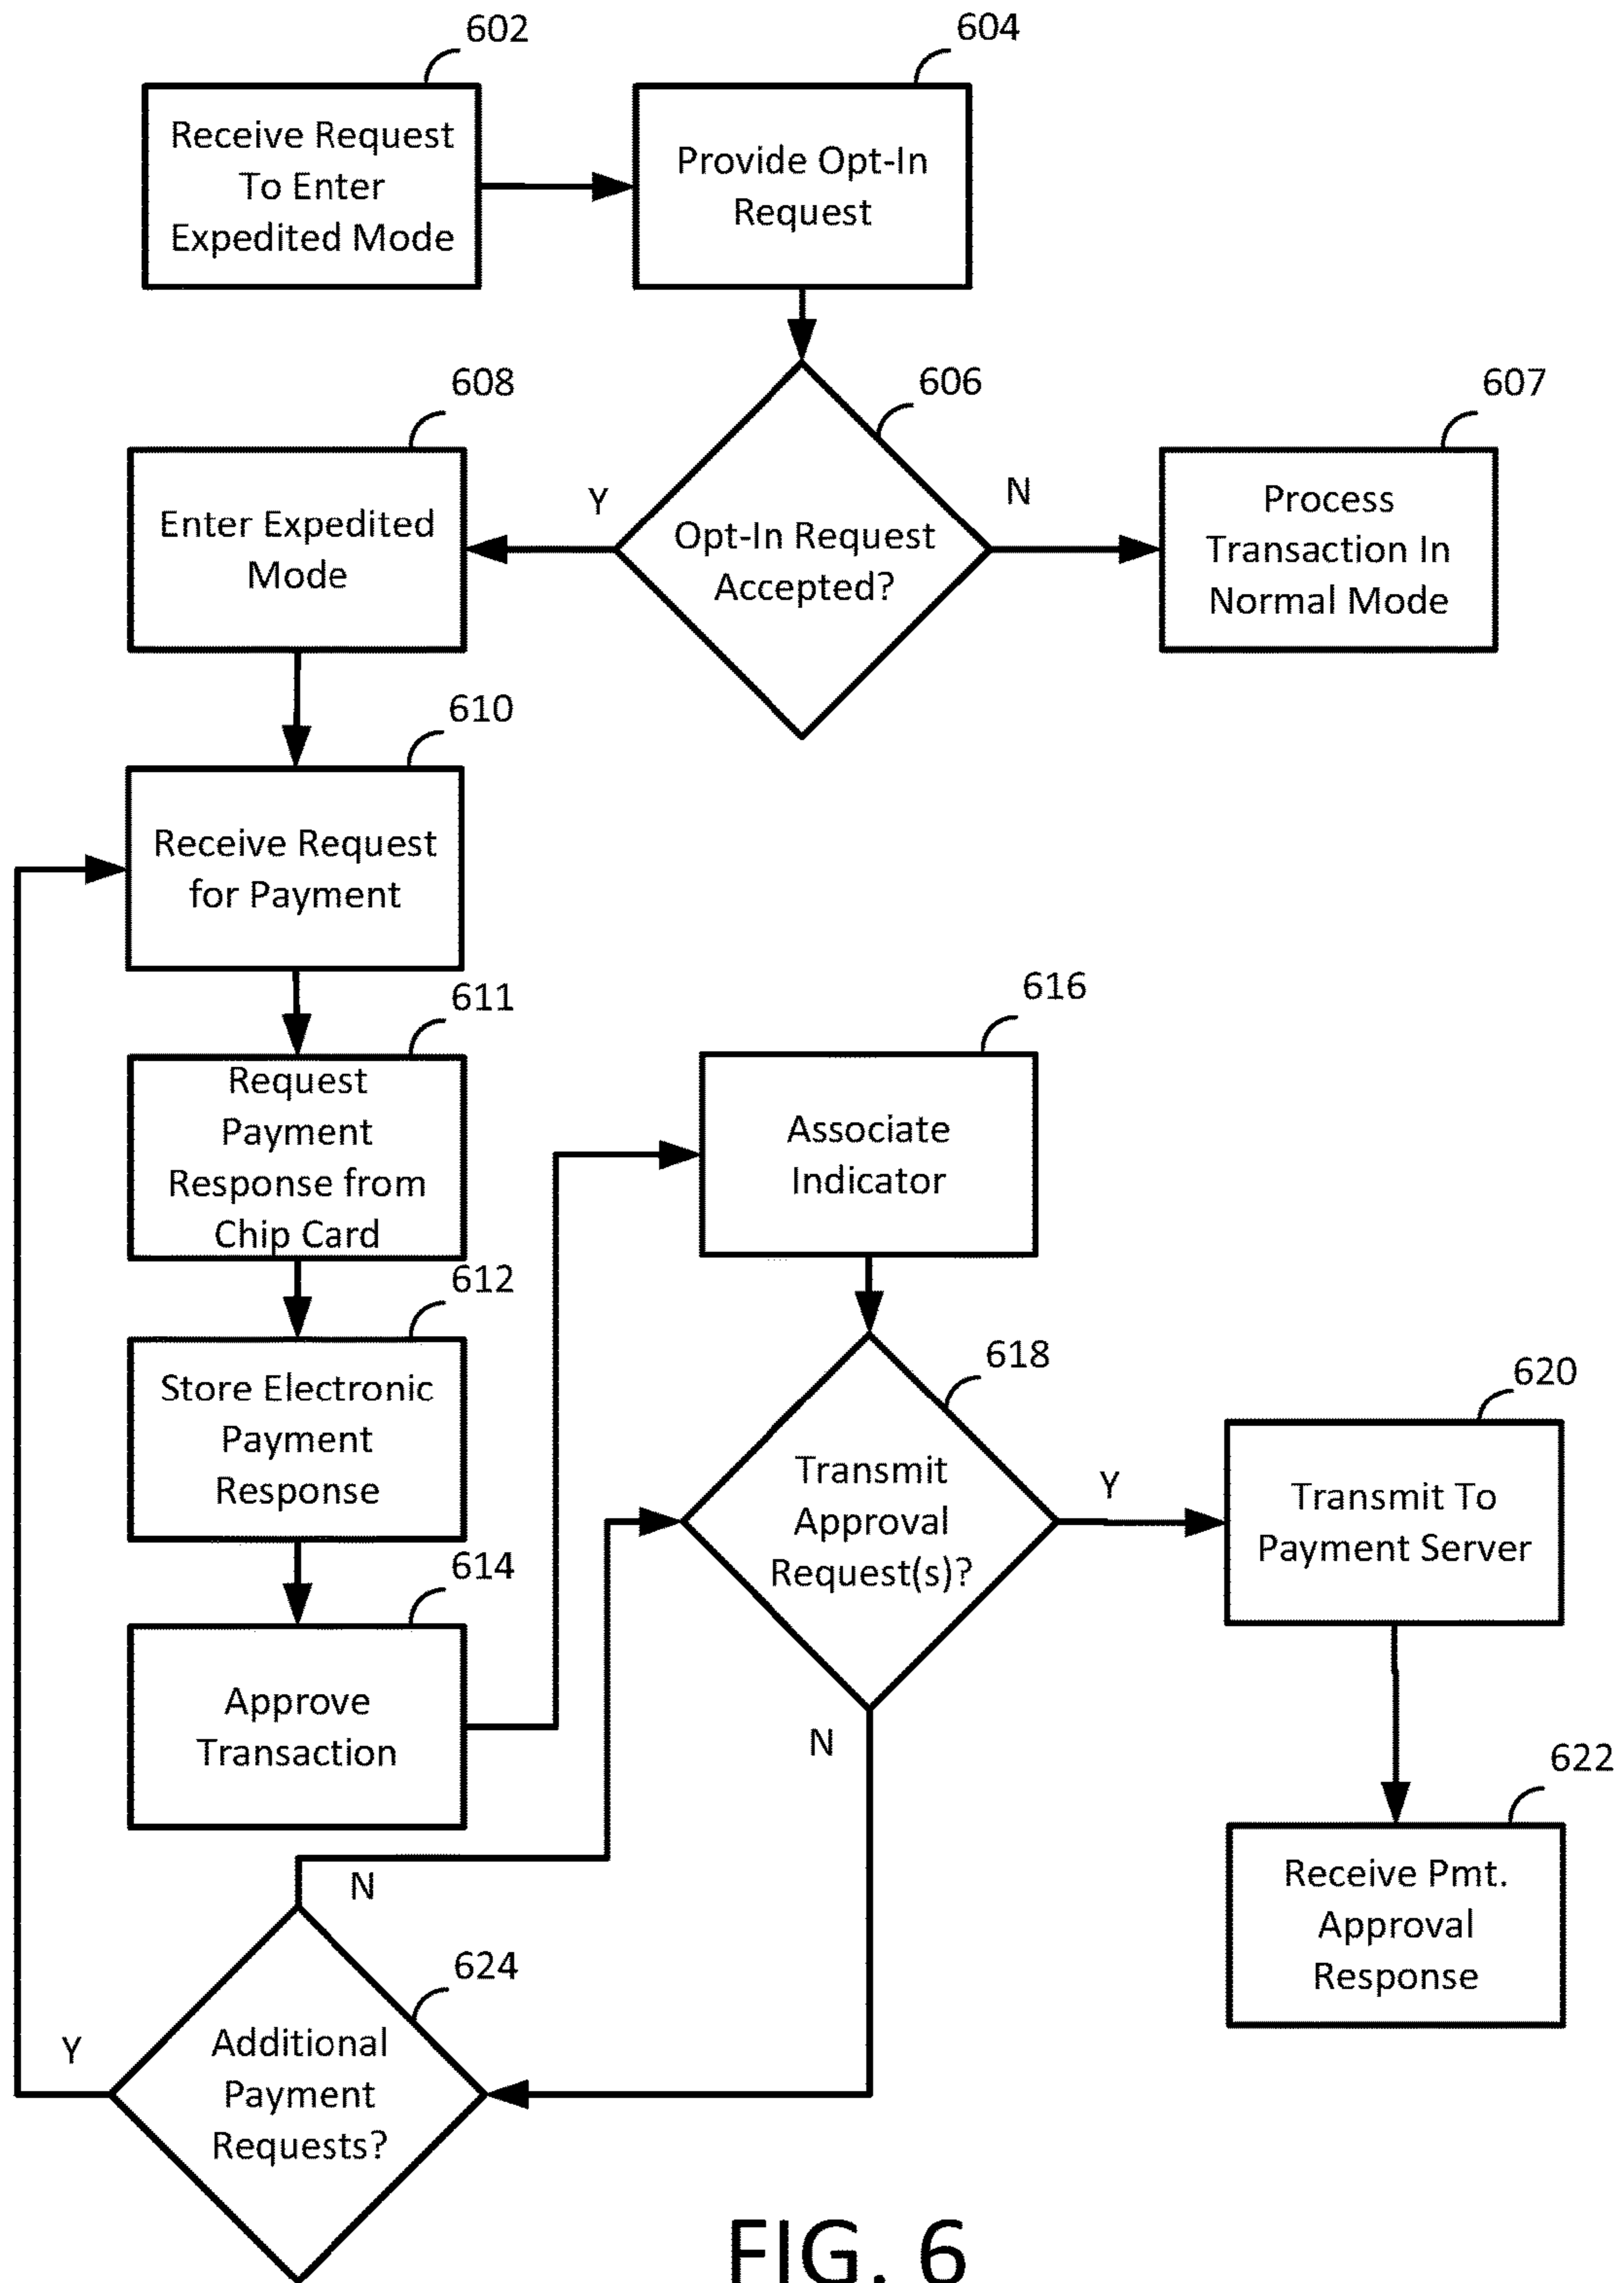 602
Receive Request
To Enter
Expedited Mode
604
Provide Opt-In
Request
606
Opt-In Request
Accepted?
Y
N
607
Process
Transaction In
Normal Mode
608
Enter Expedited
Mode
610
Receive Request
for Payment
611
Request
Payment
Response from
Chip Card
612
Store Electronic
Payment
Response
614
Approve
Transaction
616
Associate
Indicator
618
Transmit
Approval
Request(s)?
Y
N
620
Transmit To
Payment Server
622
Receive Pmt.
Approval
Response
624
Additional
Payment
Requests?
N
Y
FIG. 6